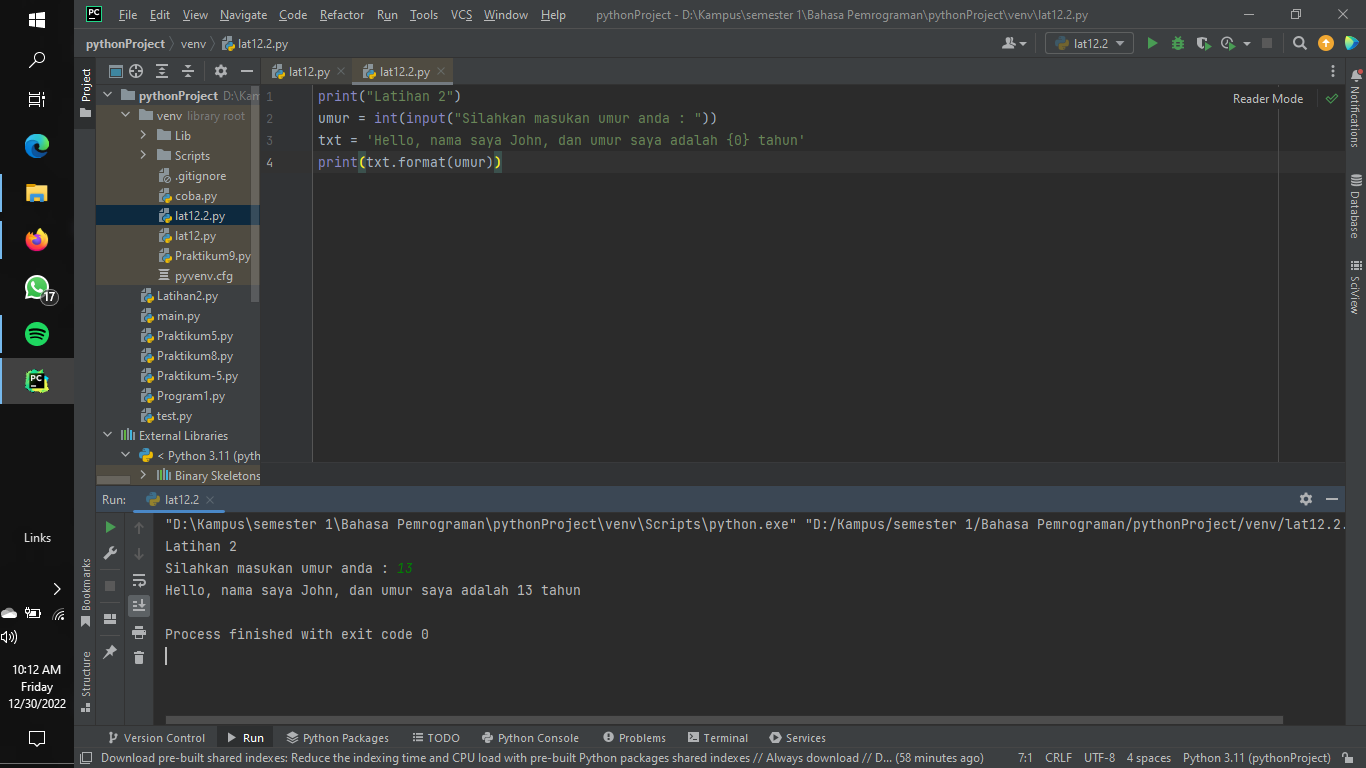 File Edit View Navigate Code Refactor Run Tools VCS Window Help pythonProject - D:\Kampus\semester 1\Bahasa Pemrograman\pythonProject\venv\lat12.2.py
pythonProject venv lat12.2.py
lat12.2
Project
lat12.py
lat12.2.py
pythonProject D:\Kam
venv library root
Lib
Scripts
.gitignore
coba.py
lat12.2.py
lat12.py
Praktikum9.py
pyvenv.cfg
Latihan2.py
main.py
Praktikum5.py
Praktikum8.py
Praktikum-5.py
Program1.py
test.py
External Libraries
< Python 3.11 (pyth
Binary Skeletons
1 print("Latihan 2")
2 umur = int(input("Silahkan masukan umur anda : "))
3 txt = 'Hello, nama saya John, dan umur saya adalah {0} tahun'
4 print(txt.format(umur))
Reader Mode
Notifications
Database
SciView
Run: lat12.2
"D:\Kampus\semester 1\Bahasa Pemrograman\pythonProject\venv\Scripts\python.exe" "D:/Kampus/semester 1/Bahasa Pemrograman/pythonProject/venv/lat12.2.
Latihan 2
Silahkan masukan umur anda : 13
Hello, nama saya John, dan umur saya adalah 13 tahun
Process finished with exit code 0
Bookmarks
Structure
Version Control Run Python Packages TODO Python Console Problems Terminal Services
Download pre-built shared indexes: Reduce the indexing time and CPU load with pre-built Python packages shared indexes // Always download // D... (58 minutes ago) 7:1 CRLF UTF-8 4 spaces Python 3.11 (pythonProject)
PC
17
PC
Links
10:12 AM
Friday
12/30/2022